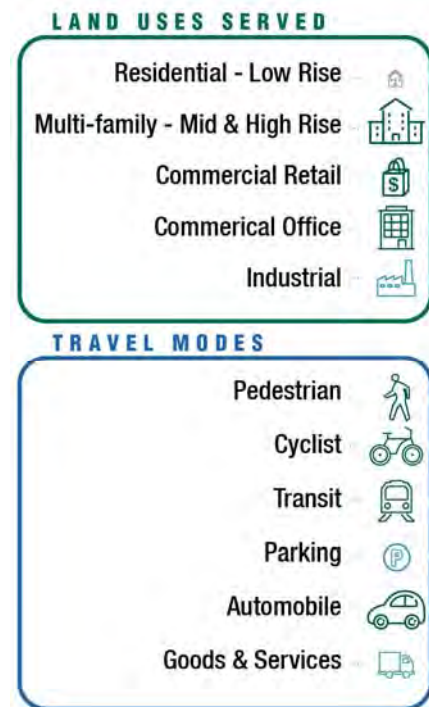 LAND USES SERVED
Residential - Low Rise
Multi-family - Mid & High Rise
Commercial Retail
$
Commerical Office
Industrial
TRAVEL MODES
Pedestrian
Cyclist
Transit
Parking
P
Automobile
Goods & Services